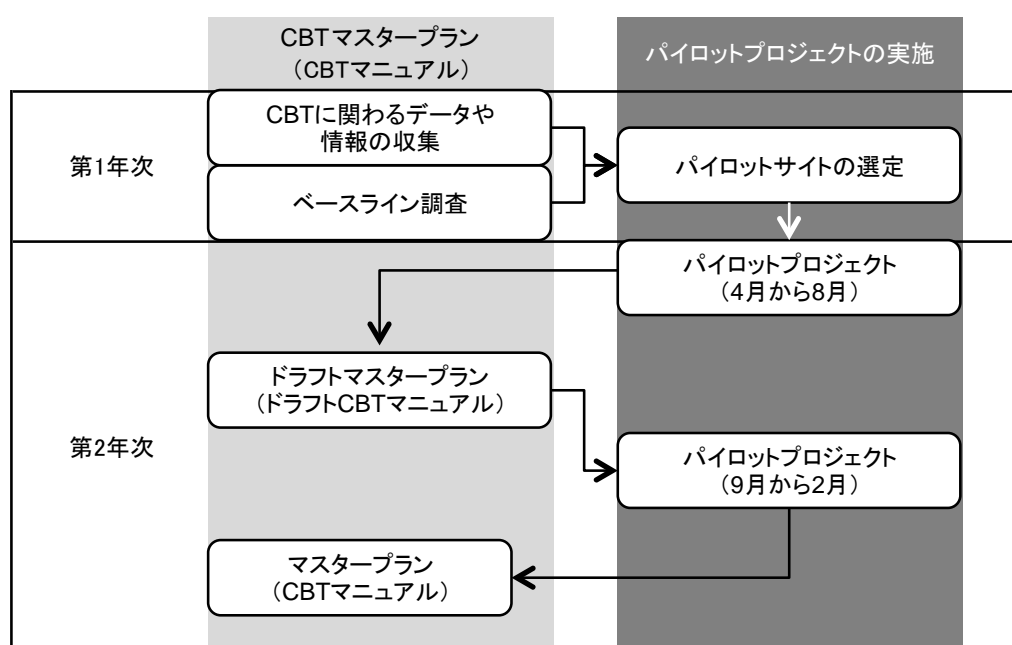 CBTマスタープラン
（CBTマニュアル）
パイロットプロジェクトの実施
第1年次
CBTに関わるデータや
情報の収集
ベースライン調査
パイロットサイトの選定
パイロットプロジェクト
（4月から8月）
第2年次
ドラフトマスタープラン
（ドラフトCBTマニュアル）
パイロットプロジェクト
（9月から2月）
マスタープラン
（CBTマニュアル）